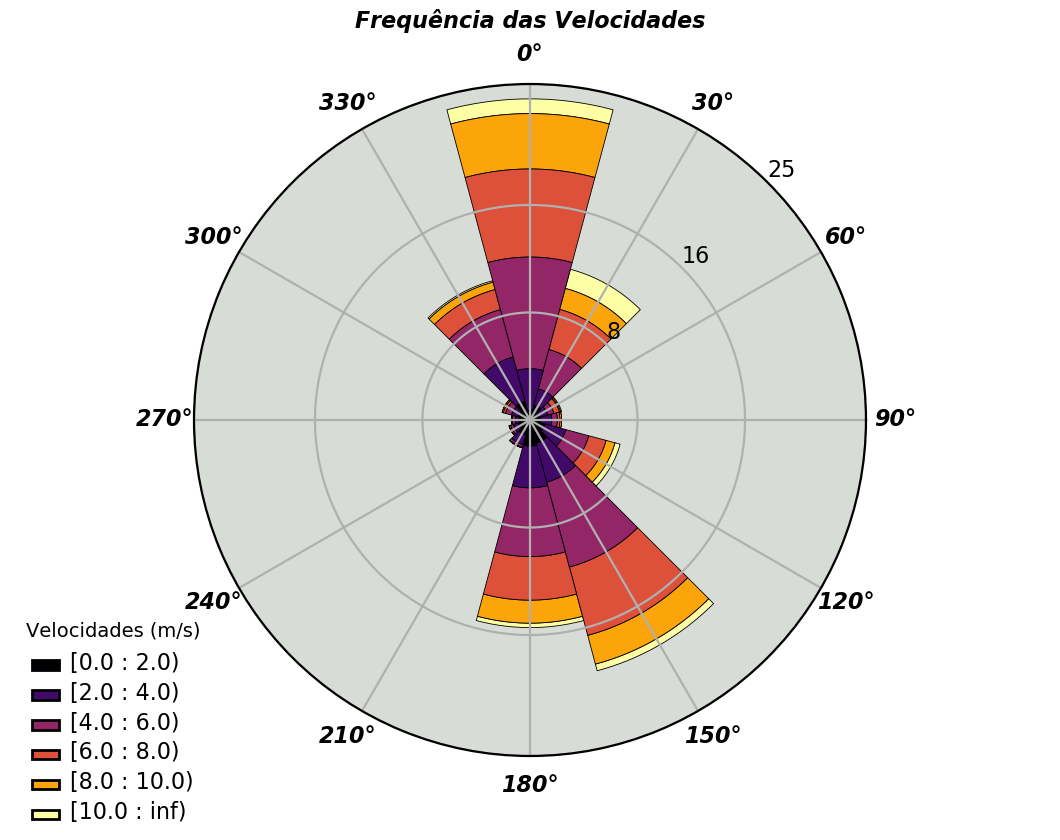 Frequência das Velocidades
0°
330°
30°
25
300°
60°
16
8
270°
90°
240°
120°
210°
150°
180°
Velocidades (m/s)
[0.0 : 2.0)
[2.0 : 4.0)
[4.0 : 6.0)
[6.0 : 8.0)
[8.0 : 10.0)
[10.0 : inf)